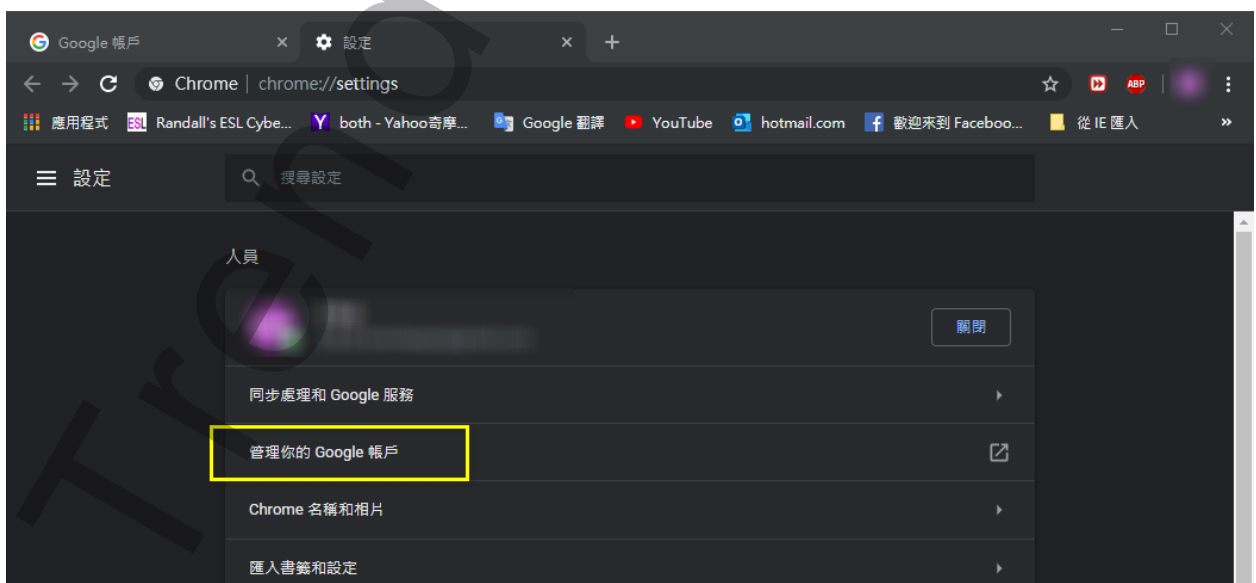 Google 帳戶
設定
Chrome | chrome://settings
ABP
應用程式 ESL Randall's ESL Cybe... Y both - Yahoo奇摩... Google 翻譯 YouTube hotmail.com 歡迎來到 Faceboo... 從 IE 匯入 »
設定
搜尋設定
人員
關閉
同步處理和 Google 服務
管理你的 Google 帳戶
Chrome 名稱和相片
匯入書籤和設定
Trend